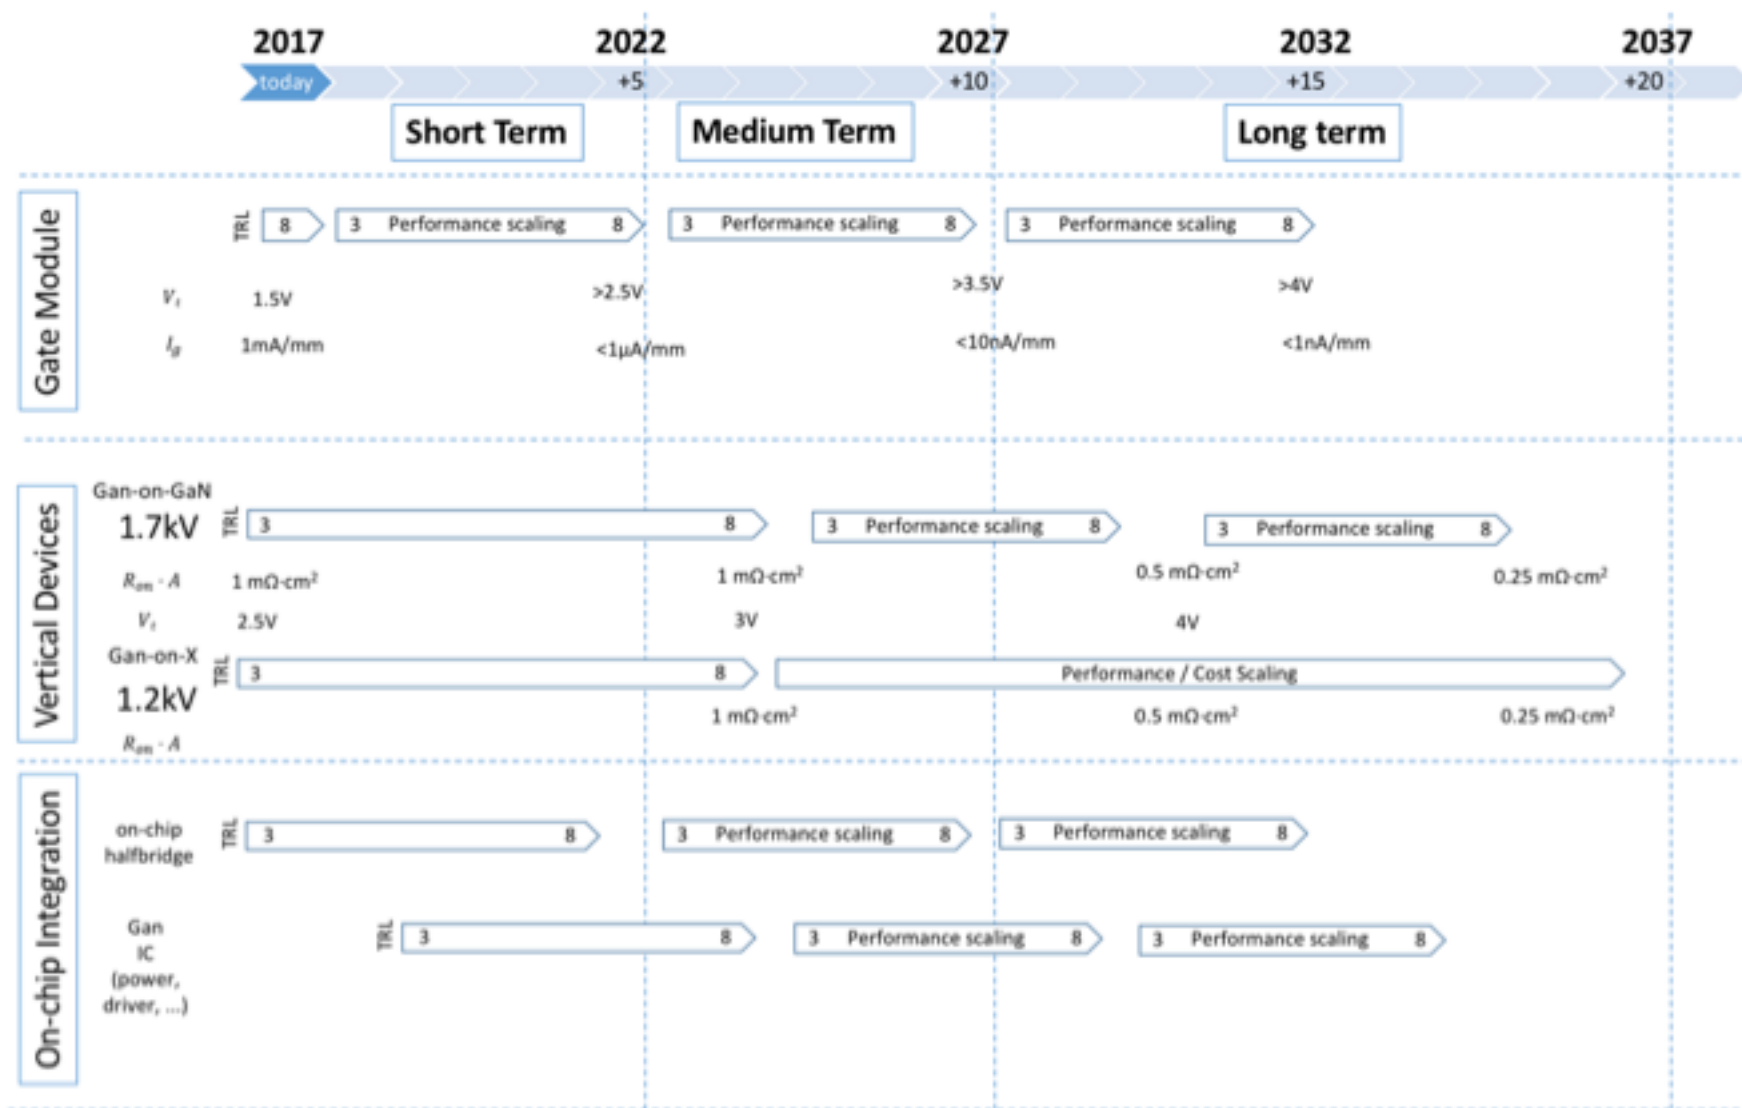 2017 2022 2027 2032 2037
today +5 +10 +15 +20
Short Term Medium Term Long term
Gate Module
TRL 8 3 Performance scaling 8 3 Performance scaling 8 3 Performance scaling 8
V_t 1.5V >2.5V >3.5V >4V
I_g 1mA/mm <1µA/mm <10nA/mm <1nA/mm
Vertical Devices
Gan-on-GaN
1.7kV TRL 3 8 3 Performance scaling 8 3 Performance scaling 8
R_on · A 1 mΩ·cm² 1 mΩ·cm² 0.5 mΩ·cm² 0.25 mΩ·cm²
V_t 2.5V 3V 4V
Gan-on-X
TRL 3 8 Performance / Cost Scaling
1.2kV
1 mΩ·cm² 0.5 mΩ·cm² 0.25 mΩ·cm²
R_on · A
On-chip Integration
on-chip
halfbridge
TRL 3 8 3 Performance scaling 8 3 Performance scaling 8
Gan
IC
(power,
driver, ...)
TRL 3 8 3 Performance scaling 8 3 Performance scaling 8